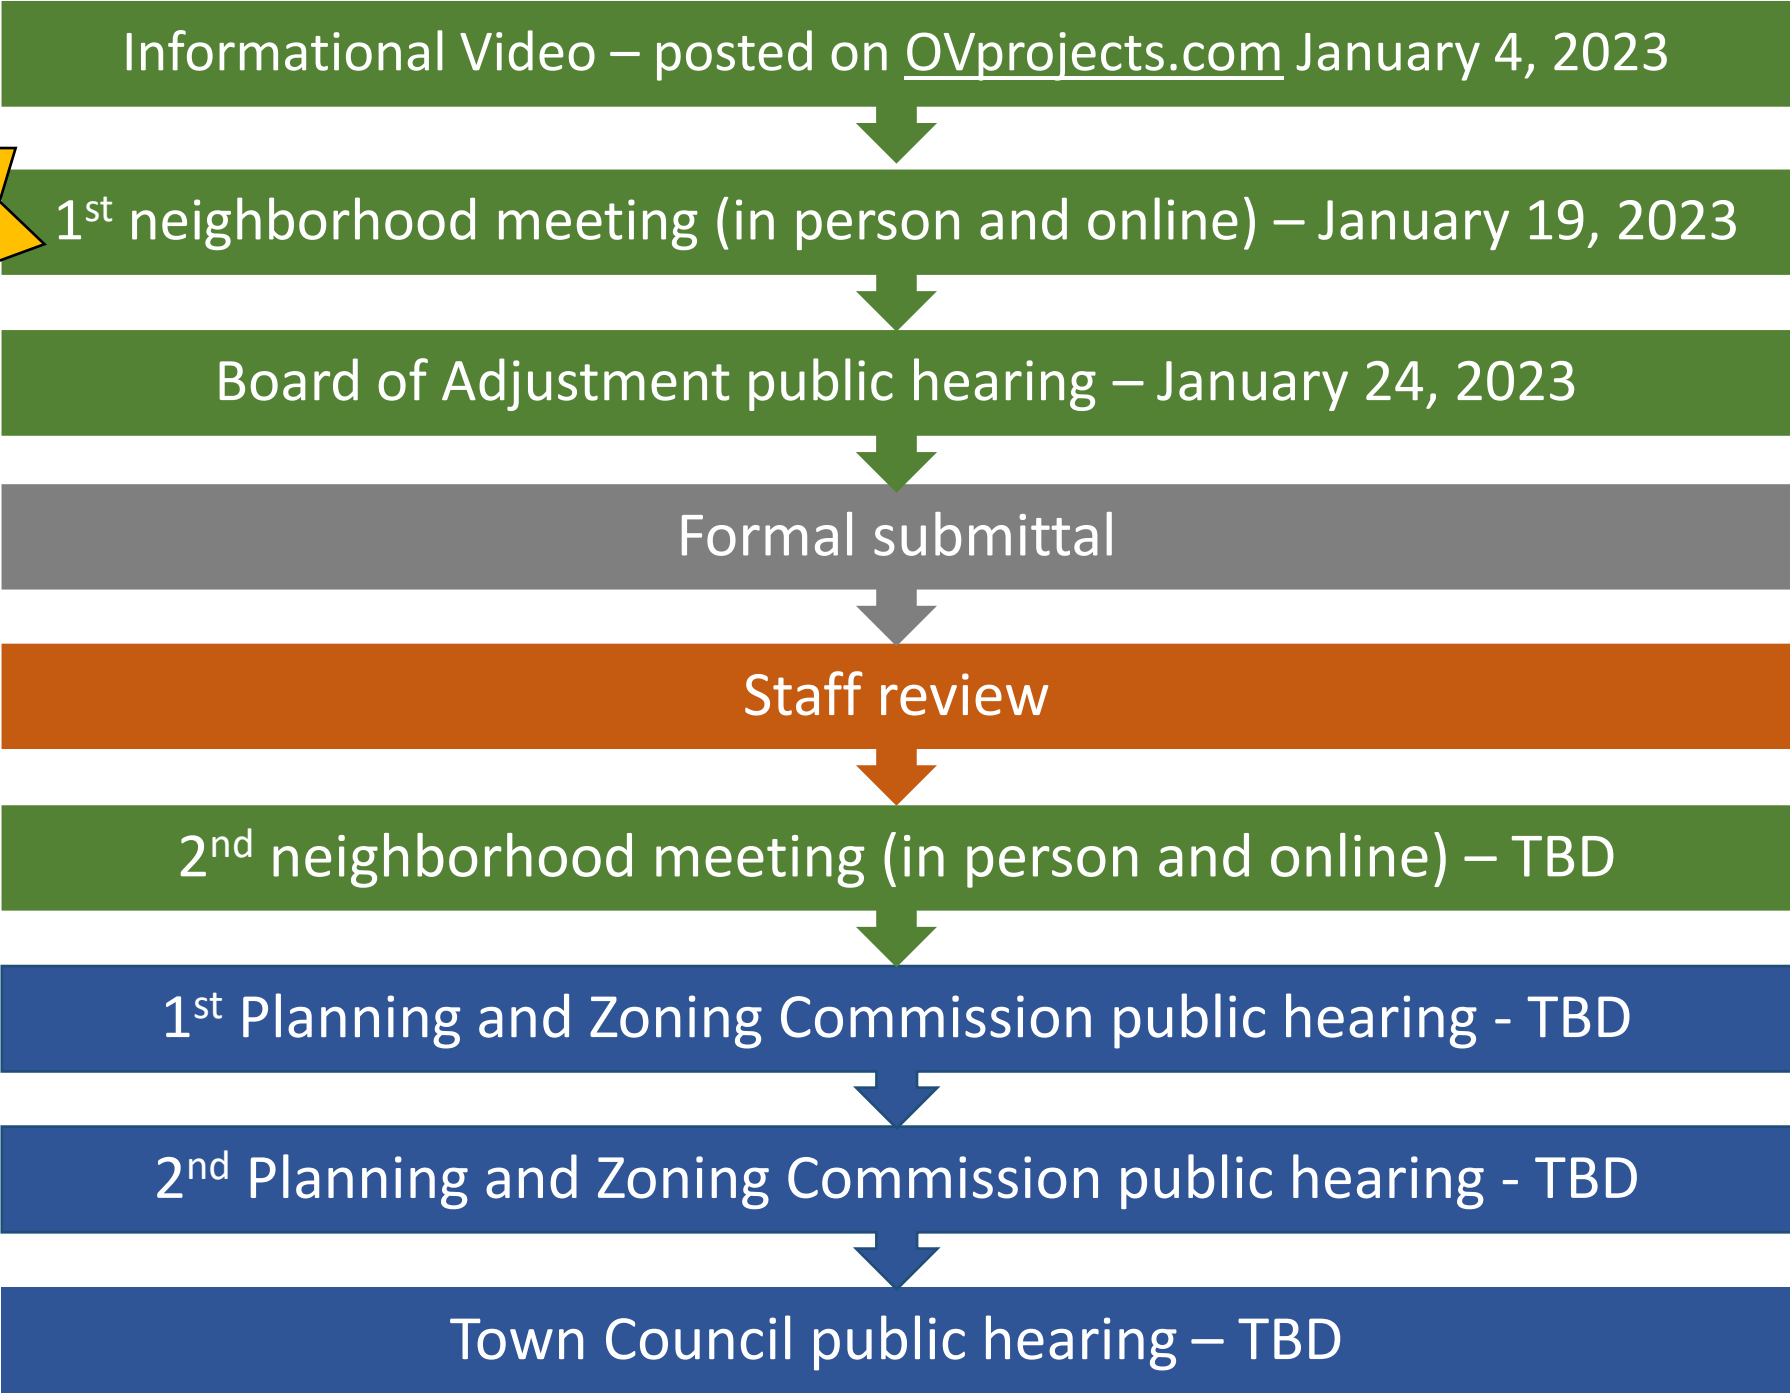 Informational Video – posted on OVprojects.com January 4, 2023
1st neighborhood meeting (in person and online) – January 19, 2023
Board of Adjustment public hearing – January 24, 2023
Formal submittal
Staff review
2nd neighborhood meeting (in person and online) – TBD
1st Planning and Zoning Commission public hearing - TBD
2nd Planning and Zoning Commission public hearing - TBD
Town Council public hearing – TBD